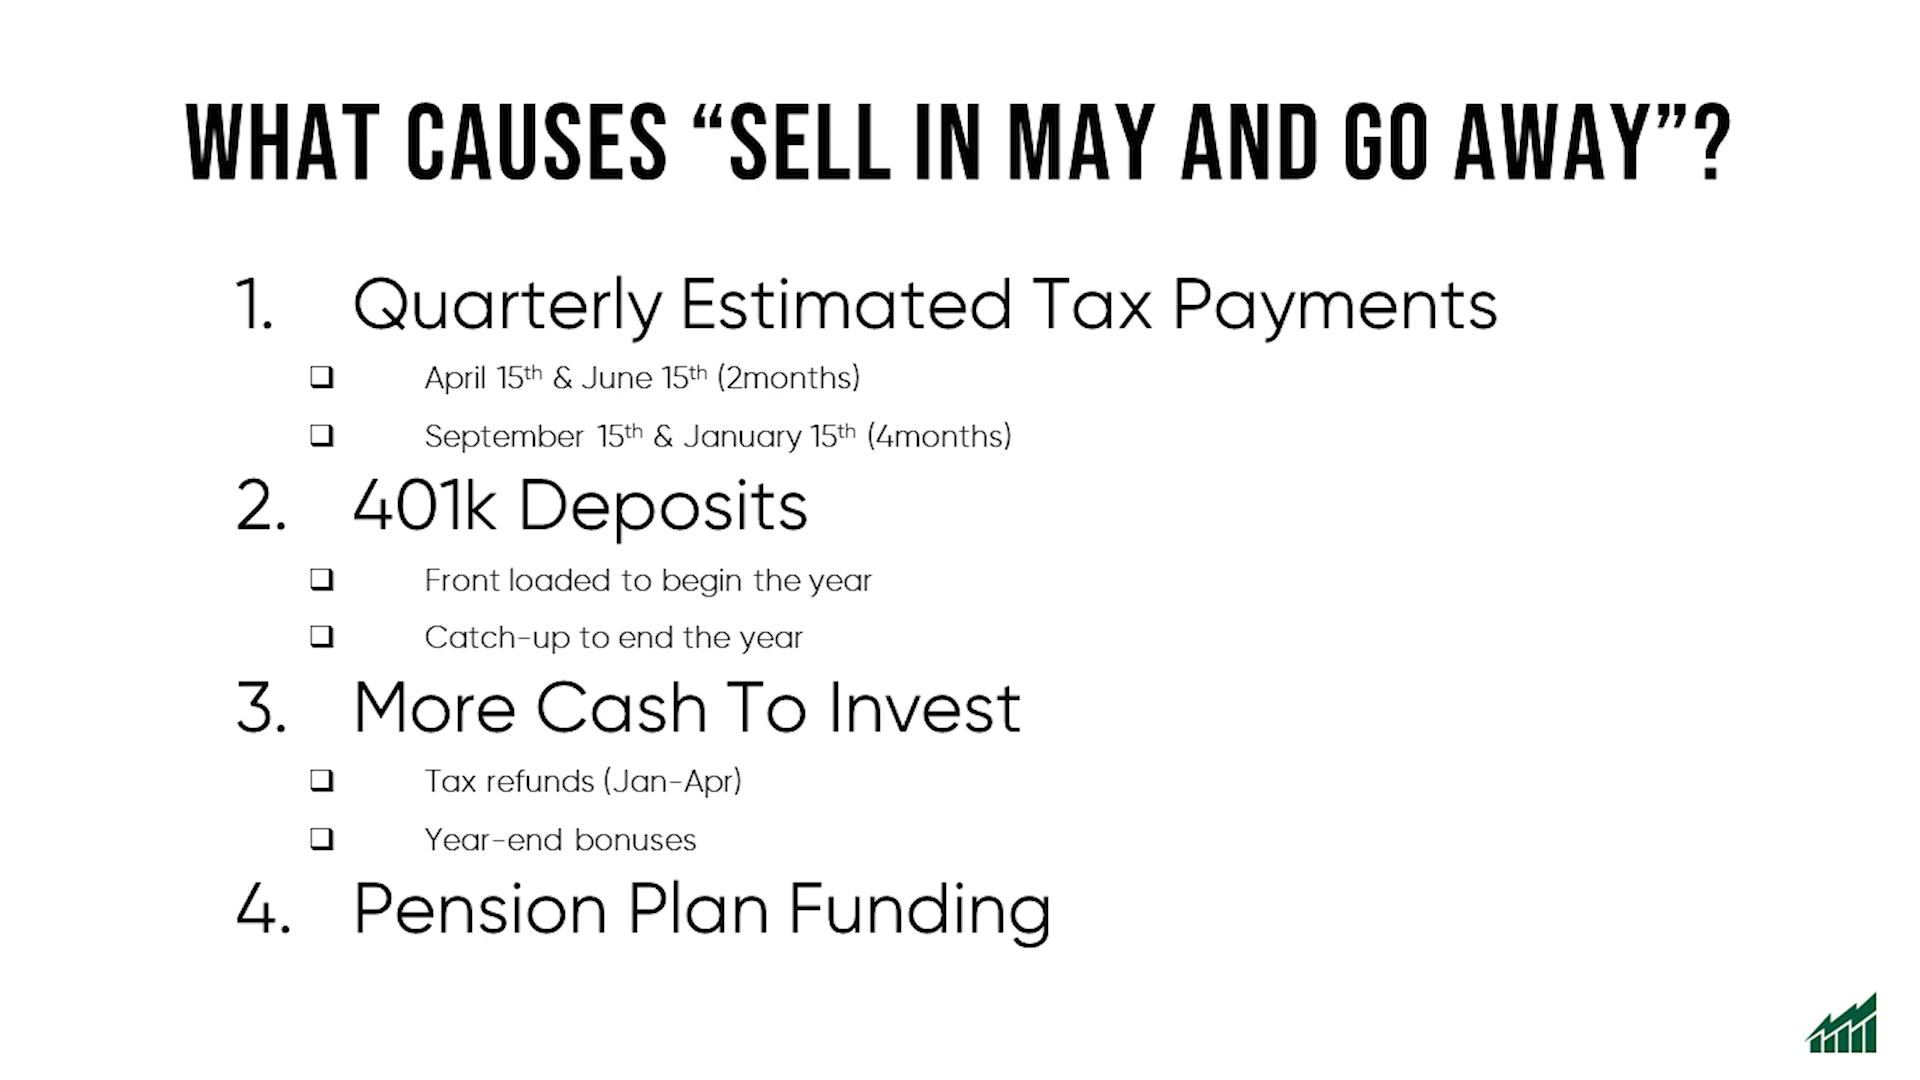 WHAT CAUSES “SELL IN MAY AND GO AWAY”?
1. Quarterly Estimated Tax Payments
❑ April 15th & June 15th (2months)
❑ September 15th & January 15th (4months)
2. 401k Deposits
❑ Front loaded to begin the year
❑ Catch-up to end the year
3. More Cash To Invest
❑ Tax refunds (Jan-Apr)
❑ Year-end bonuses
4. Pension Plan Funding